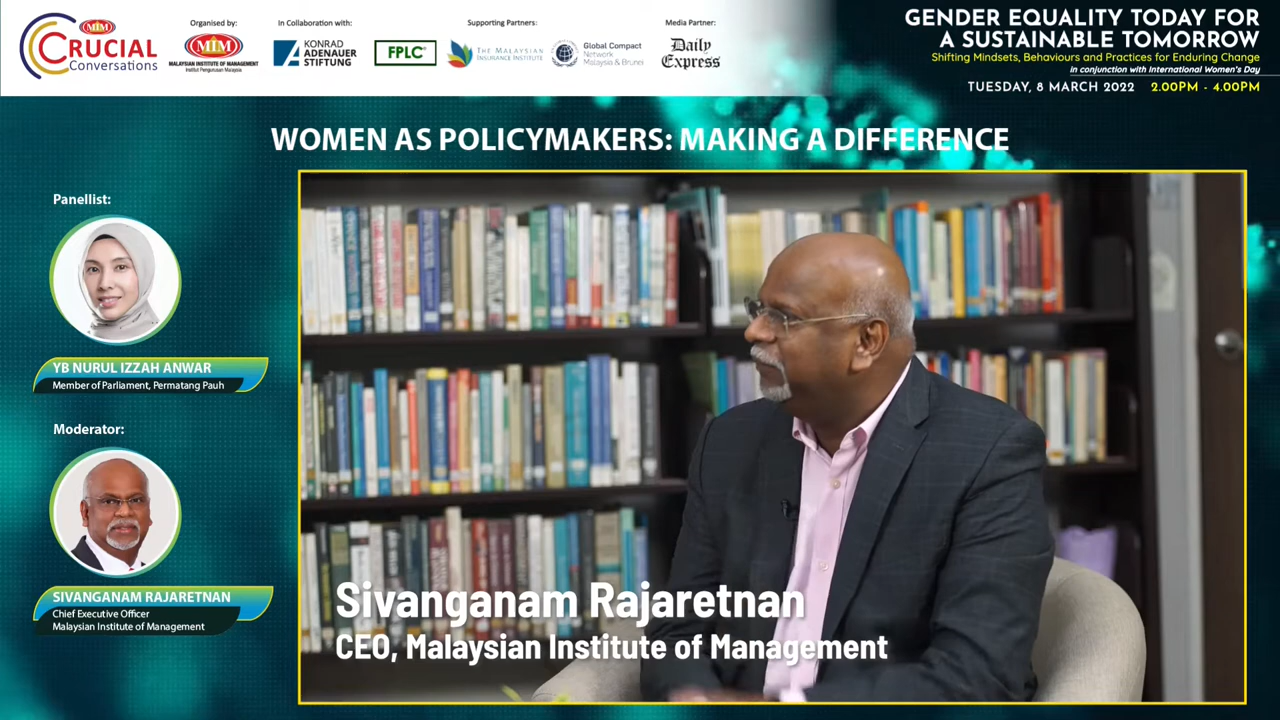 CRUCIAL
Conversations
MIM
Organised by:
MIM
MALAYSIAN INSTITUTE OF MANAGEMENT
Institut Pengurusan Malaysia
In Collaboration with:
KONRAD
ADENAUER
STIFTUNG
FPLC
Supporting Partners:
THE MALAYSIAN
INSURANCE INSTITUTE
Global Compact
Network
Malaysia & Brunei
Media Partner:
Daily
Express
GENDER EQUALITY TODAY FOR
A SUSTAINABLE TOMORROW
Shifting Mindsets, Behaviours and Practices for Enduring Change
in conjunction with International Women's Day
TUESDAY, 8 MARCH 2022 2.00PM - 4.00PM
WOMEN AS POLICYMAKERS: MAKING A DIFFERENCE
Panellist:
YB NURUL IZZAH ANWAR
Member of Parliament, Permatang Pauh
Moderator:
SIVANGANAM RAJARETNAN
Chief Executive Officer
Malaysian Institute of Management
Sivanganam Rajaretnan
CEO, Malaysian Institute of Management